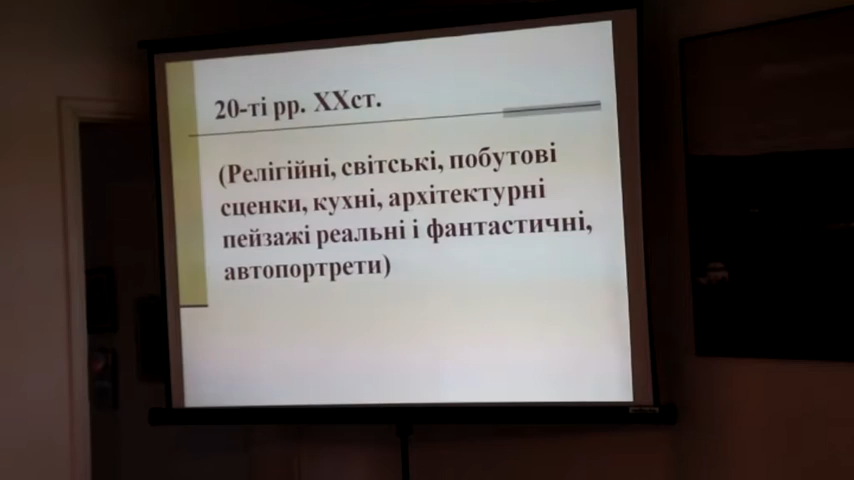 20-ті рр. ХХст.
(Релігійні, світські, побутові
сценки, кухні, архітектурні
пейзажі реальні і фантастичні,
автопортрети)